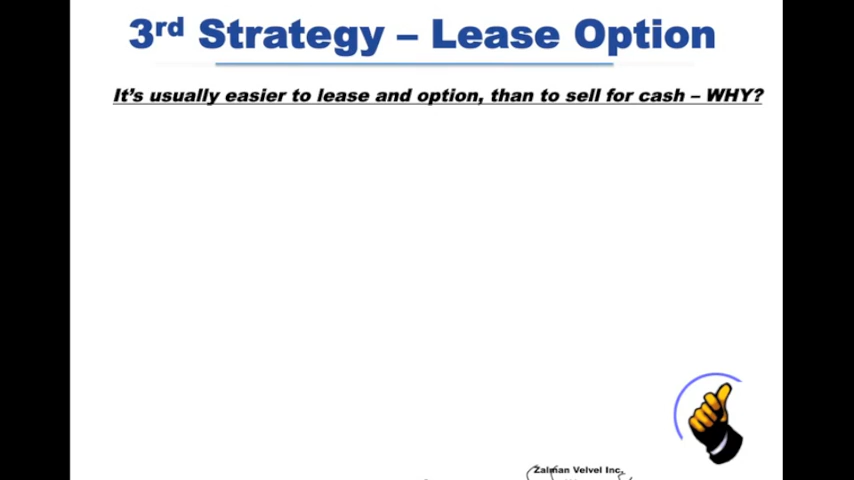 3rd Strategy – Lease Option
It's usually easier to lease and option, than to sell for cash – WHY?
Zalman Velvel Inc.